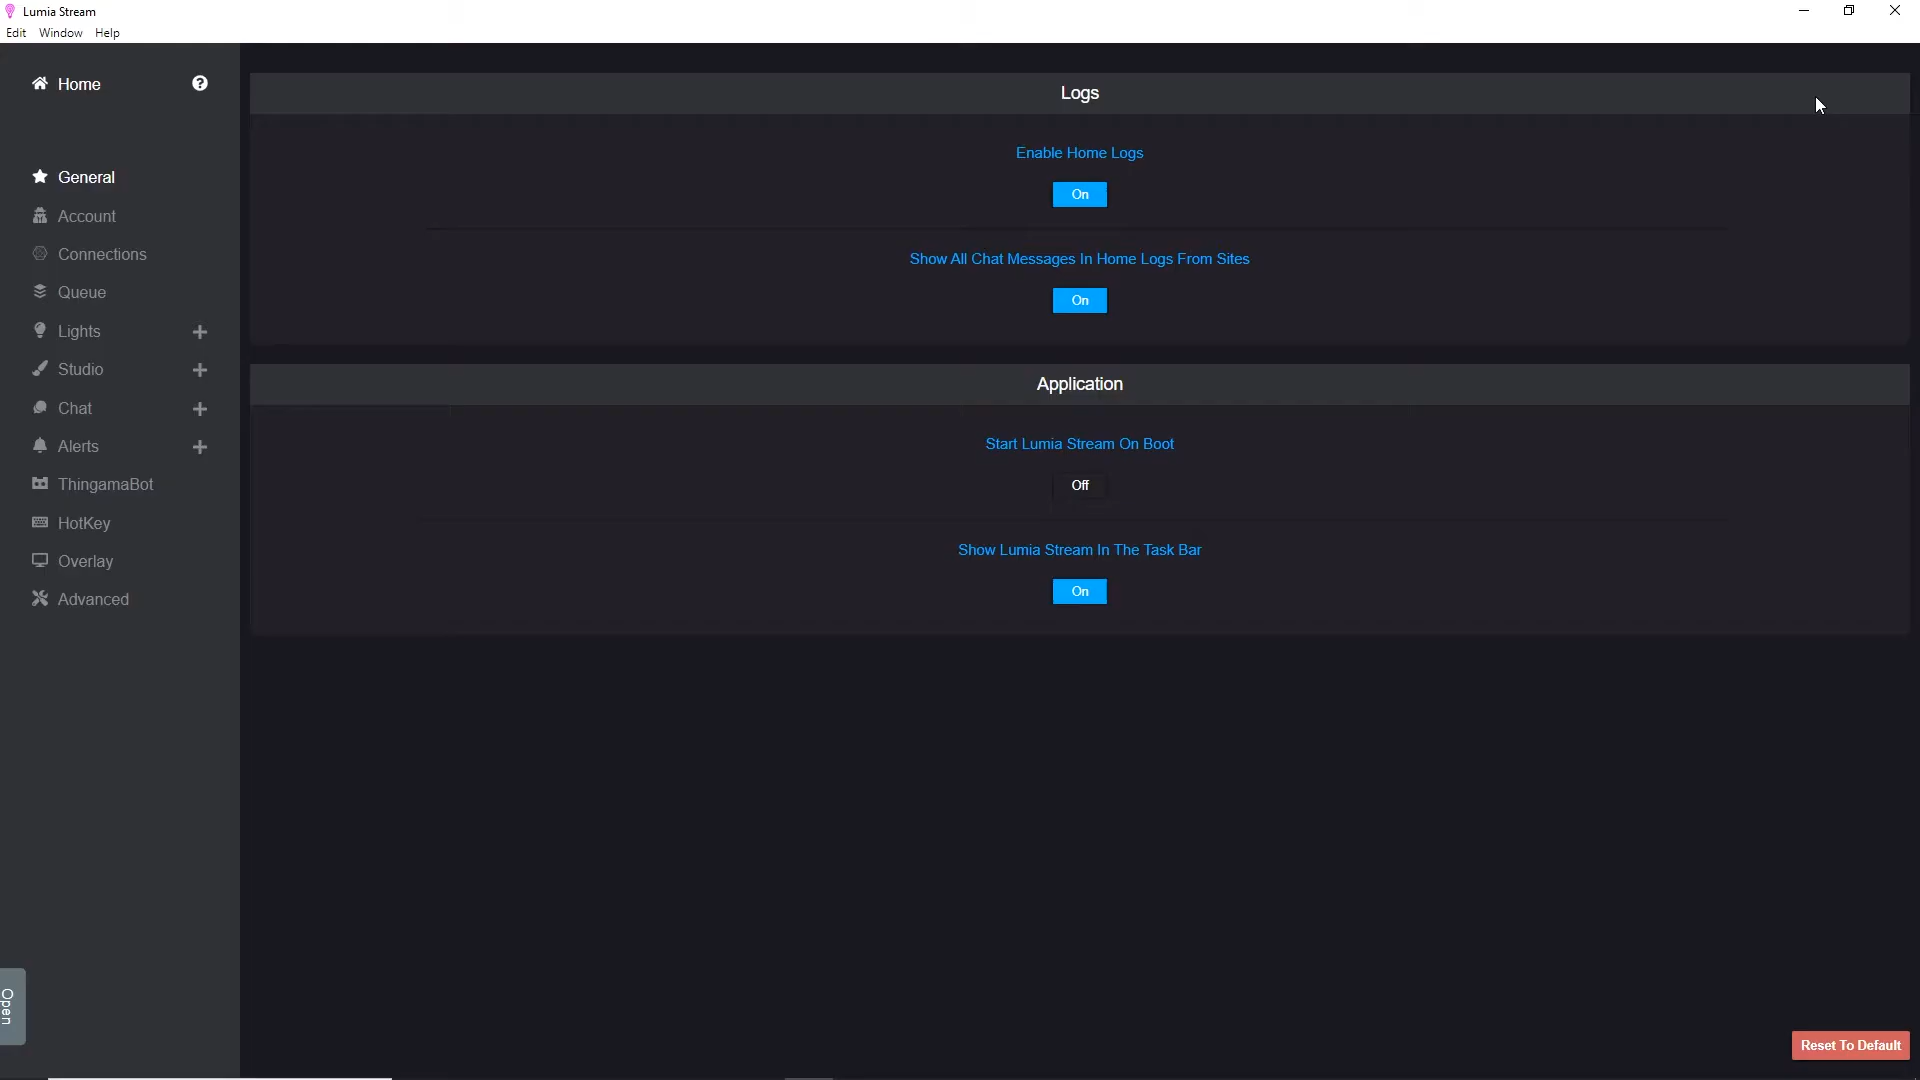 Lumia Stream
Edit Window Help
Home
General
Account
Connections
Queue
Lights
Studio
Chat
Alerts
ThingamaBot
HotKey
Overlay
Advanced
Open
Logs
Enable Home Logs
On
Show All Chat Messages In Home Logs From Sites
On
Application
Start Lumia Stream On Boot
Off
Show Lumia Stream In The Task Bar
On
Reset To Default